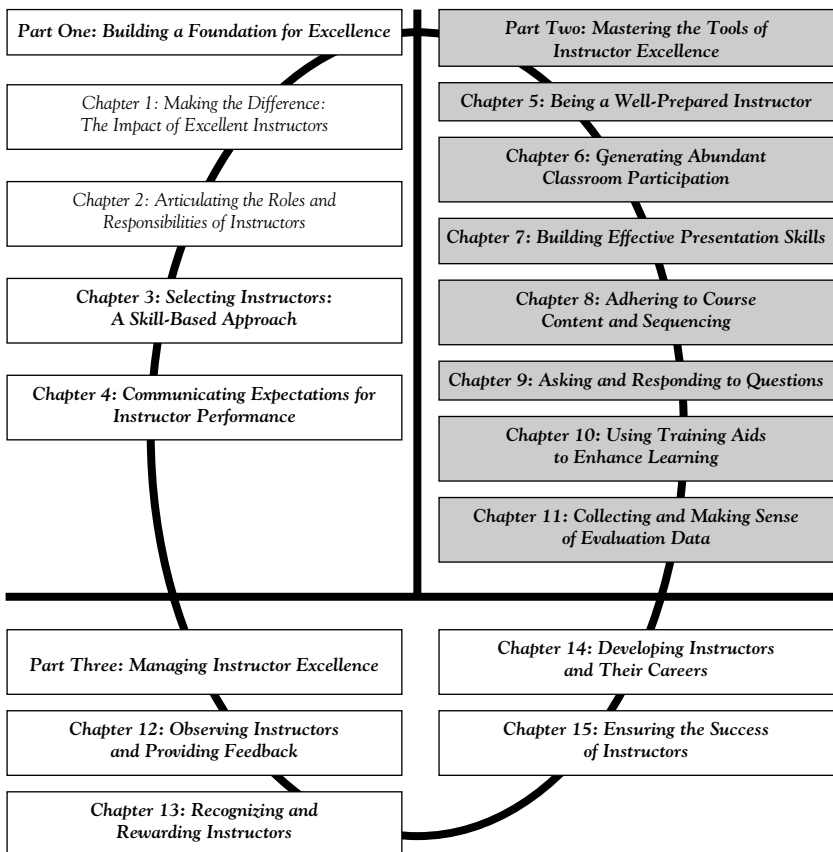 Part One: Building a Foundation for Excellence
Chapter 1: Making the Difference:
The Impact of Excellent Instructors
Chapter 2: Articulating the Roles and
Responsibilities of Instructors
Chapter 3: Selecting Instructors:
A Skill-Based Approach
Chapter 4: Communicating Expectations for
Instructor Performance
Part Two: Mastering the Tools of
Instructor Excellence
Chapter 5: Being a Well-Prepared Instructor
Chapter 6: Generating Abundant
Classroom Participation
Chapter 7: Building Effective Presentation Skills
Chapter 8: Adhering to Course
Content and Sequencing
Chapter 9: Asking and Responding to Questions
Chapter 10: Using Training Aids
to Enhance Learning
Chapter 11: Collecting and Making Sense
of Evaluation Data
Part Three: Managing Instructor Excellence
Chapter 12: Observing Instructors
and Providing Feedback
Chapter 13: Recognizing and
Rewarding Instructors
Chapter 14: Developing Instructors
and Their Careers
Chapter 15: Ensuring the Success
of Instructors